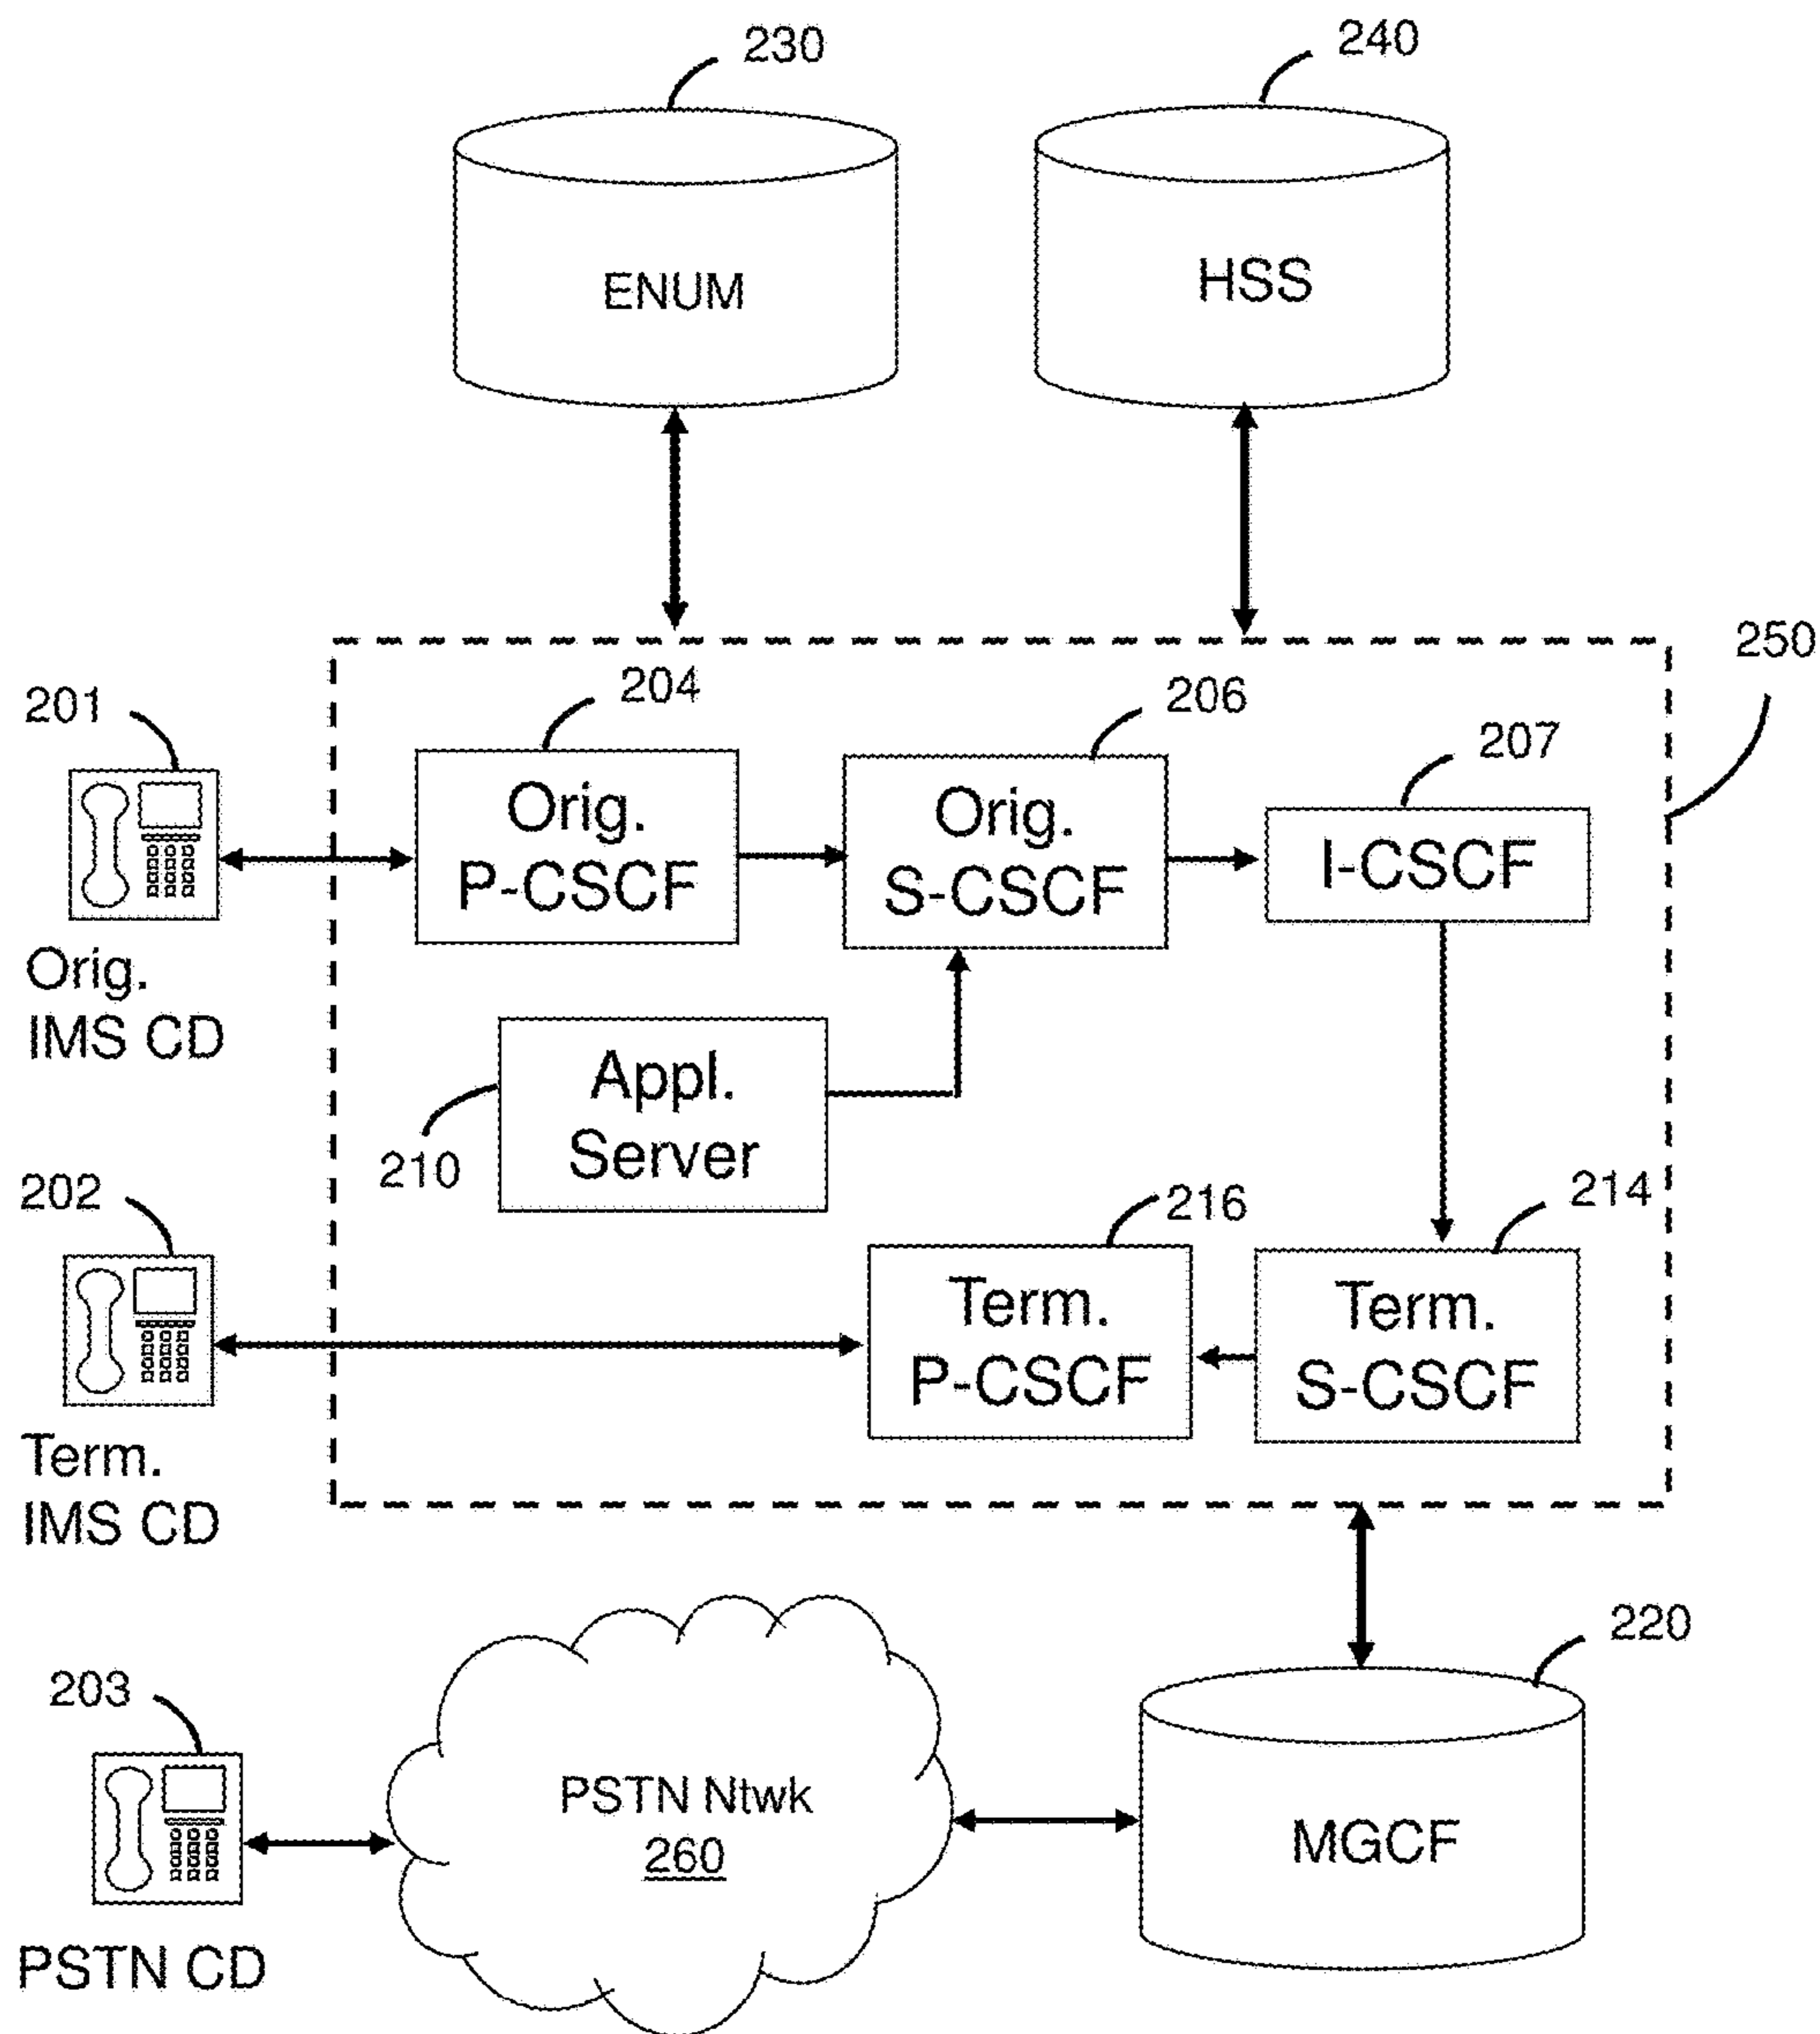 230
240
ENUM
HSS
250
204
206
207
201
Orig.
P-CSCF
Orig.
S-CSCF
I-CSCF
Orig.
IMS CD
Appl.
Server
210
202
216
214
Term.
P-CSCF
Term.
S-CSCF
Term.
IMS CD
220
203
PSTN Ntwk
260
MGCF
PSTN CD